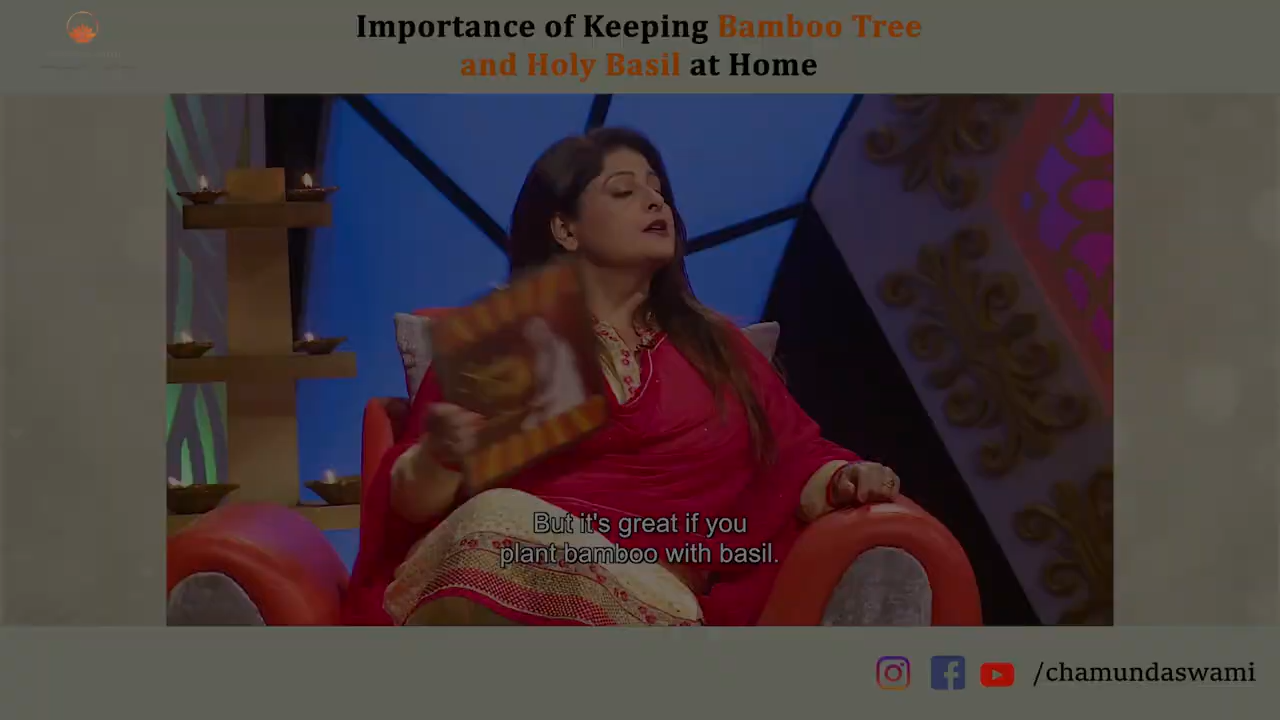 Importance of Keeping Bamboo Tree
and Holy Basil at Home
But it's great if you
plant bamboo with basil.
/chamundaswami